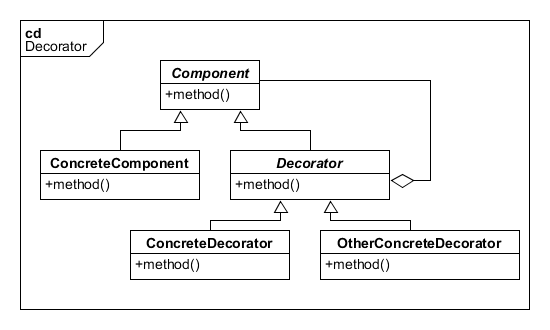 cd
Decorator
Component
+method()
ConcreteComponent
+method()
Decorator
+method()
ConcreteDecorator
+method()
OtherConcreteDecorator
+method()